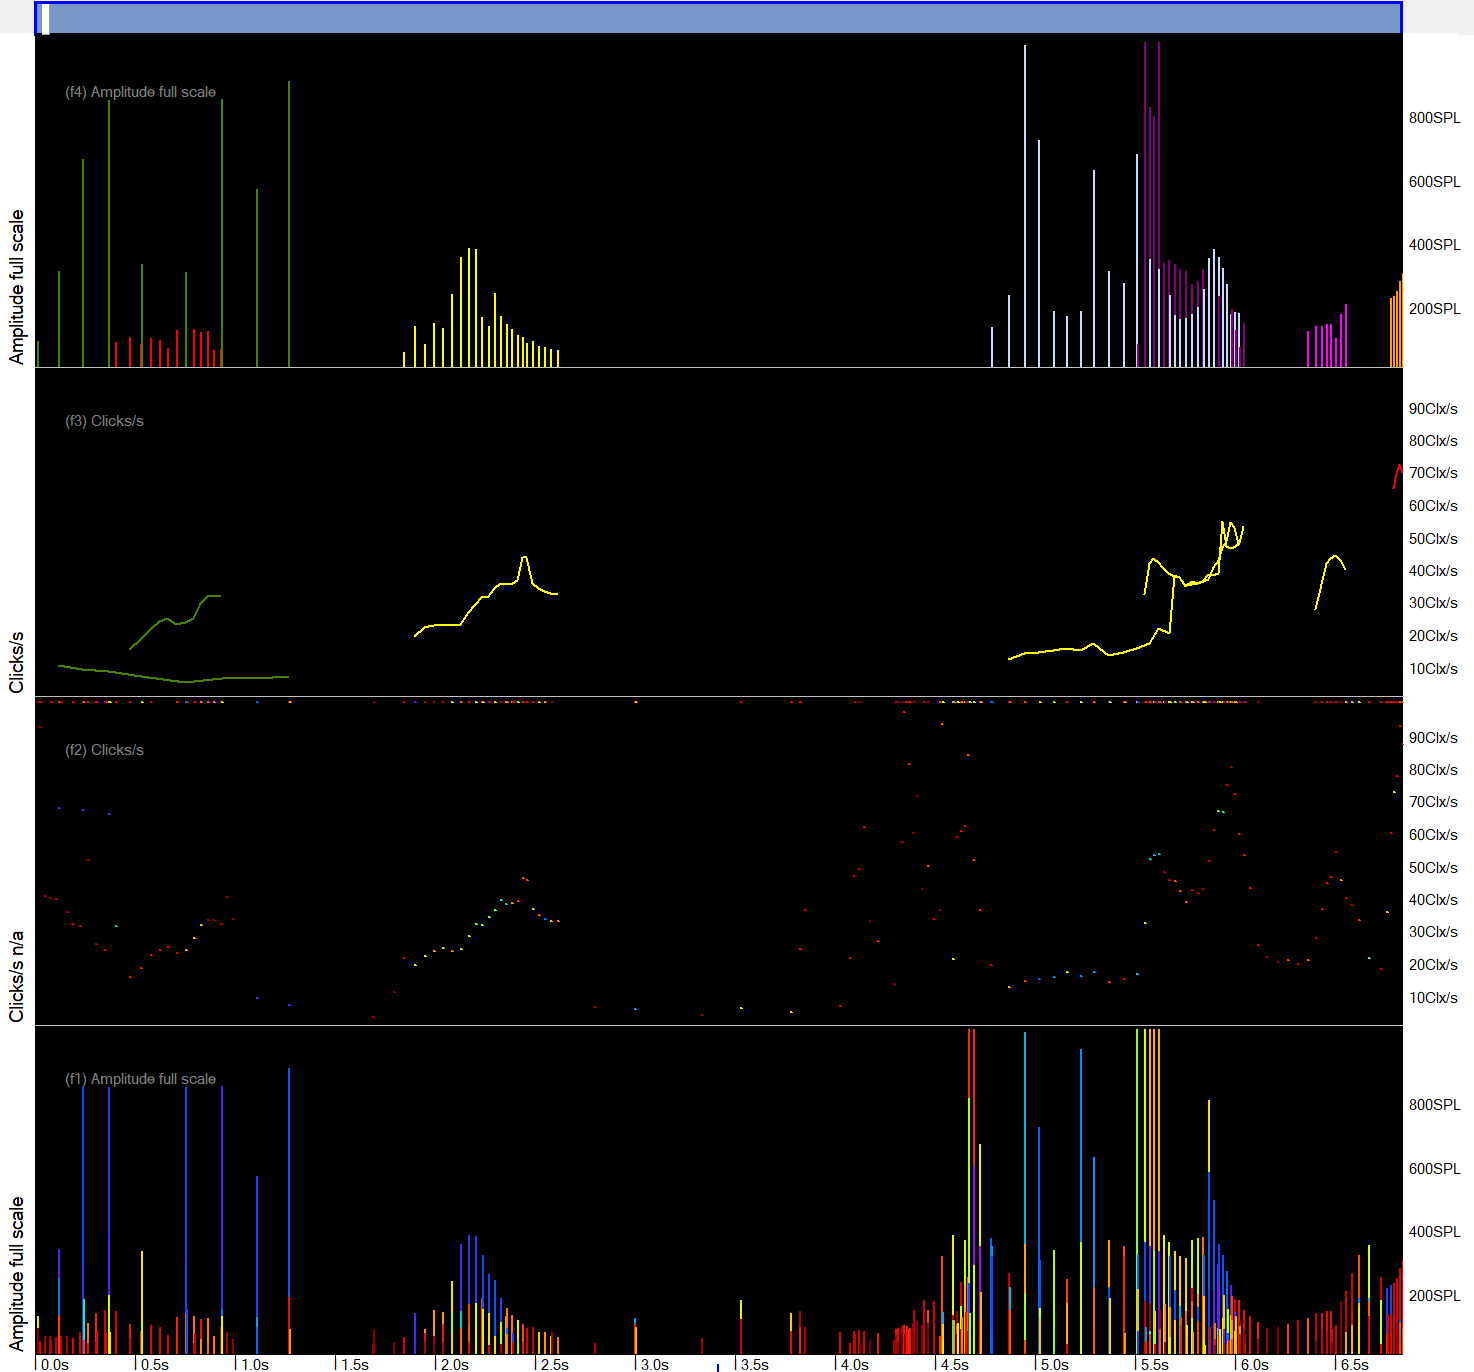 (f4) Amplitude full scale
800SPL
600SPL
400SPL
200SPL
Amplitude full scale
(f3) Clicks/s
90Clx/s
80Clx/s
70Clx/s
60Clx/s
50Clx/s
40Clx/s
30Clx/s
20Clx/s
10Clx/s
Clicks/s
(f2) Clicks/s
90Clx/s
80Clx/s
70Clx/s
60Clx/s
50Clx/s
40Clx/s
30Clx/s
20Clx/s
10Clx/s
Clicks/s n/a
(f1) Amplitude full scale
800SPL
600SPL
400SPL
200SPL
Amplitude full scale
0.0s 0.5s 1.0s 1.5s 2.0s 2.5s 3.0s 3.5s 4.0s 4.5s 5.0s 5.5s 6.0s 6.5s